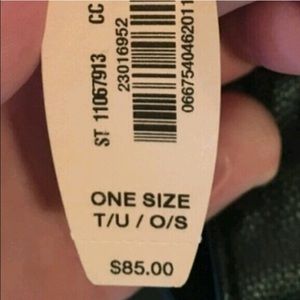 ST 11067913 CC
23016952
0667540462011
ONE SIZE
T/U / O/S
$85.00